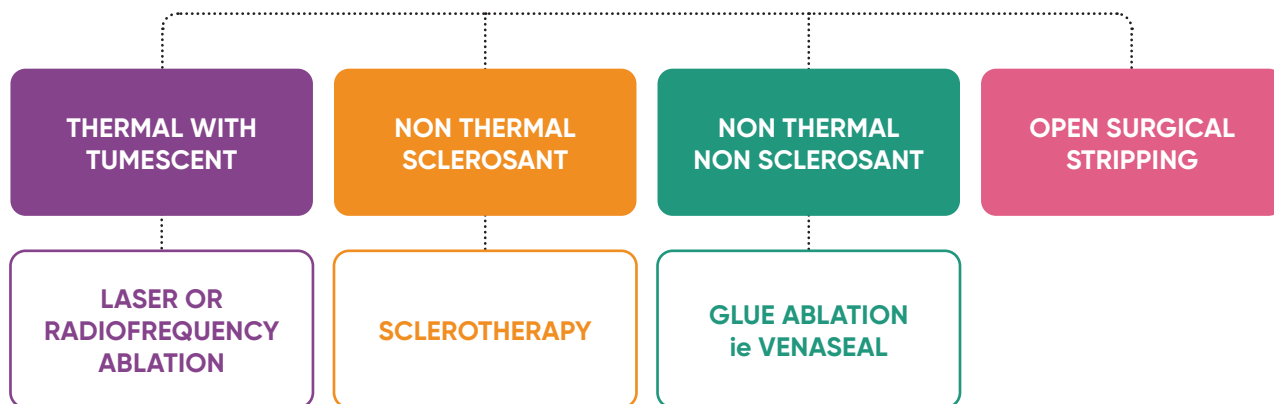 THERMAL WITH
TUMESCENT
NON THERMAL
SCLEROSANT
NON THERMAL
NON SCLEROSANT
OPEN SURGICAL
STRIPPING
LASER OR
RADIOFREQUENCY
ABLATION
SCLEROTHERAPY
GLUE ABLATION
ie VENASEAL